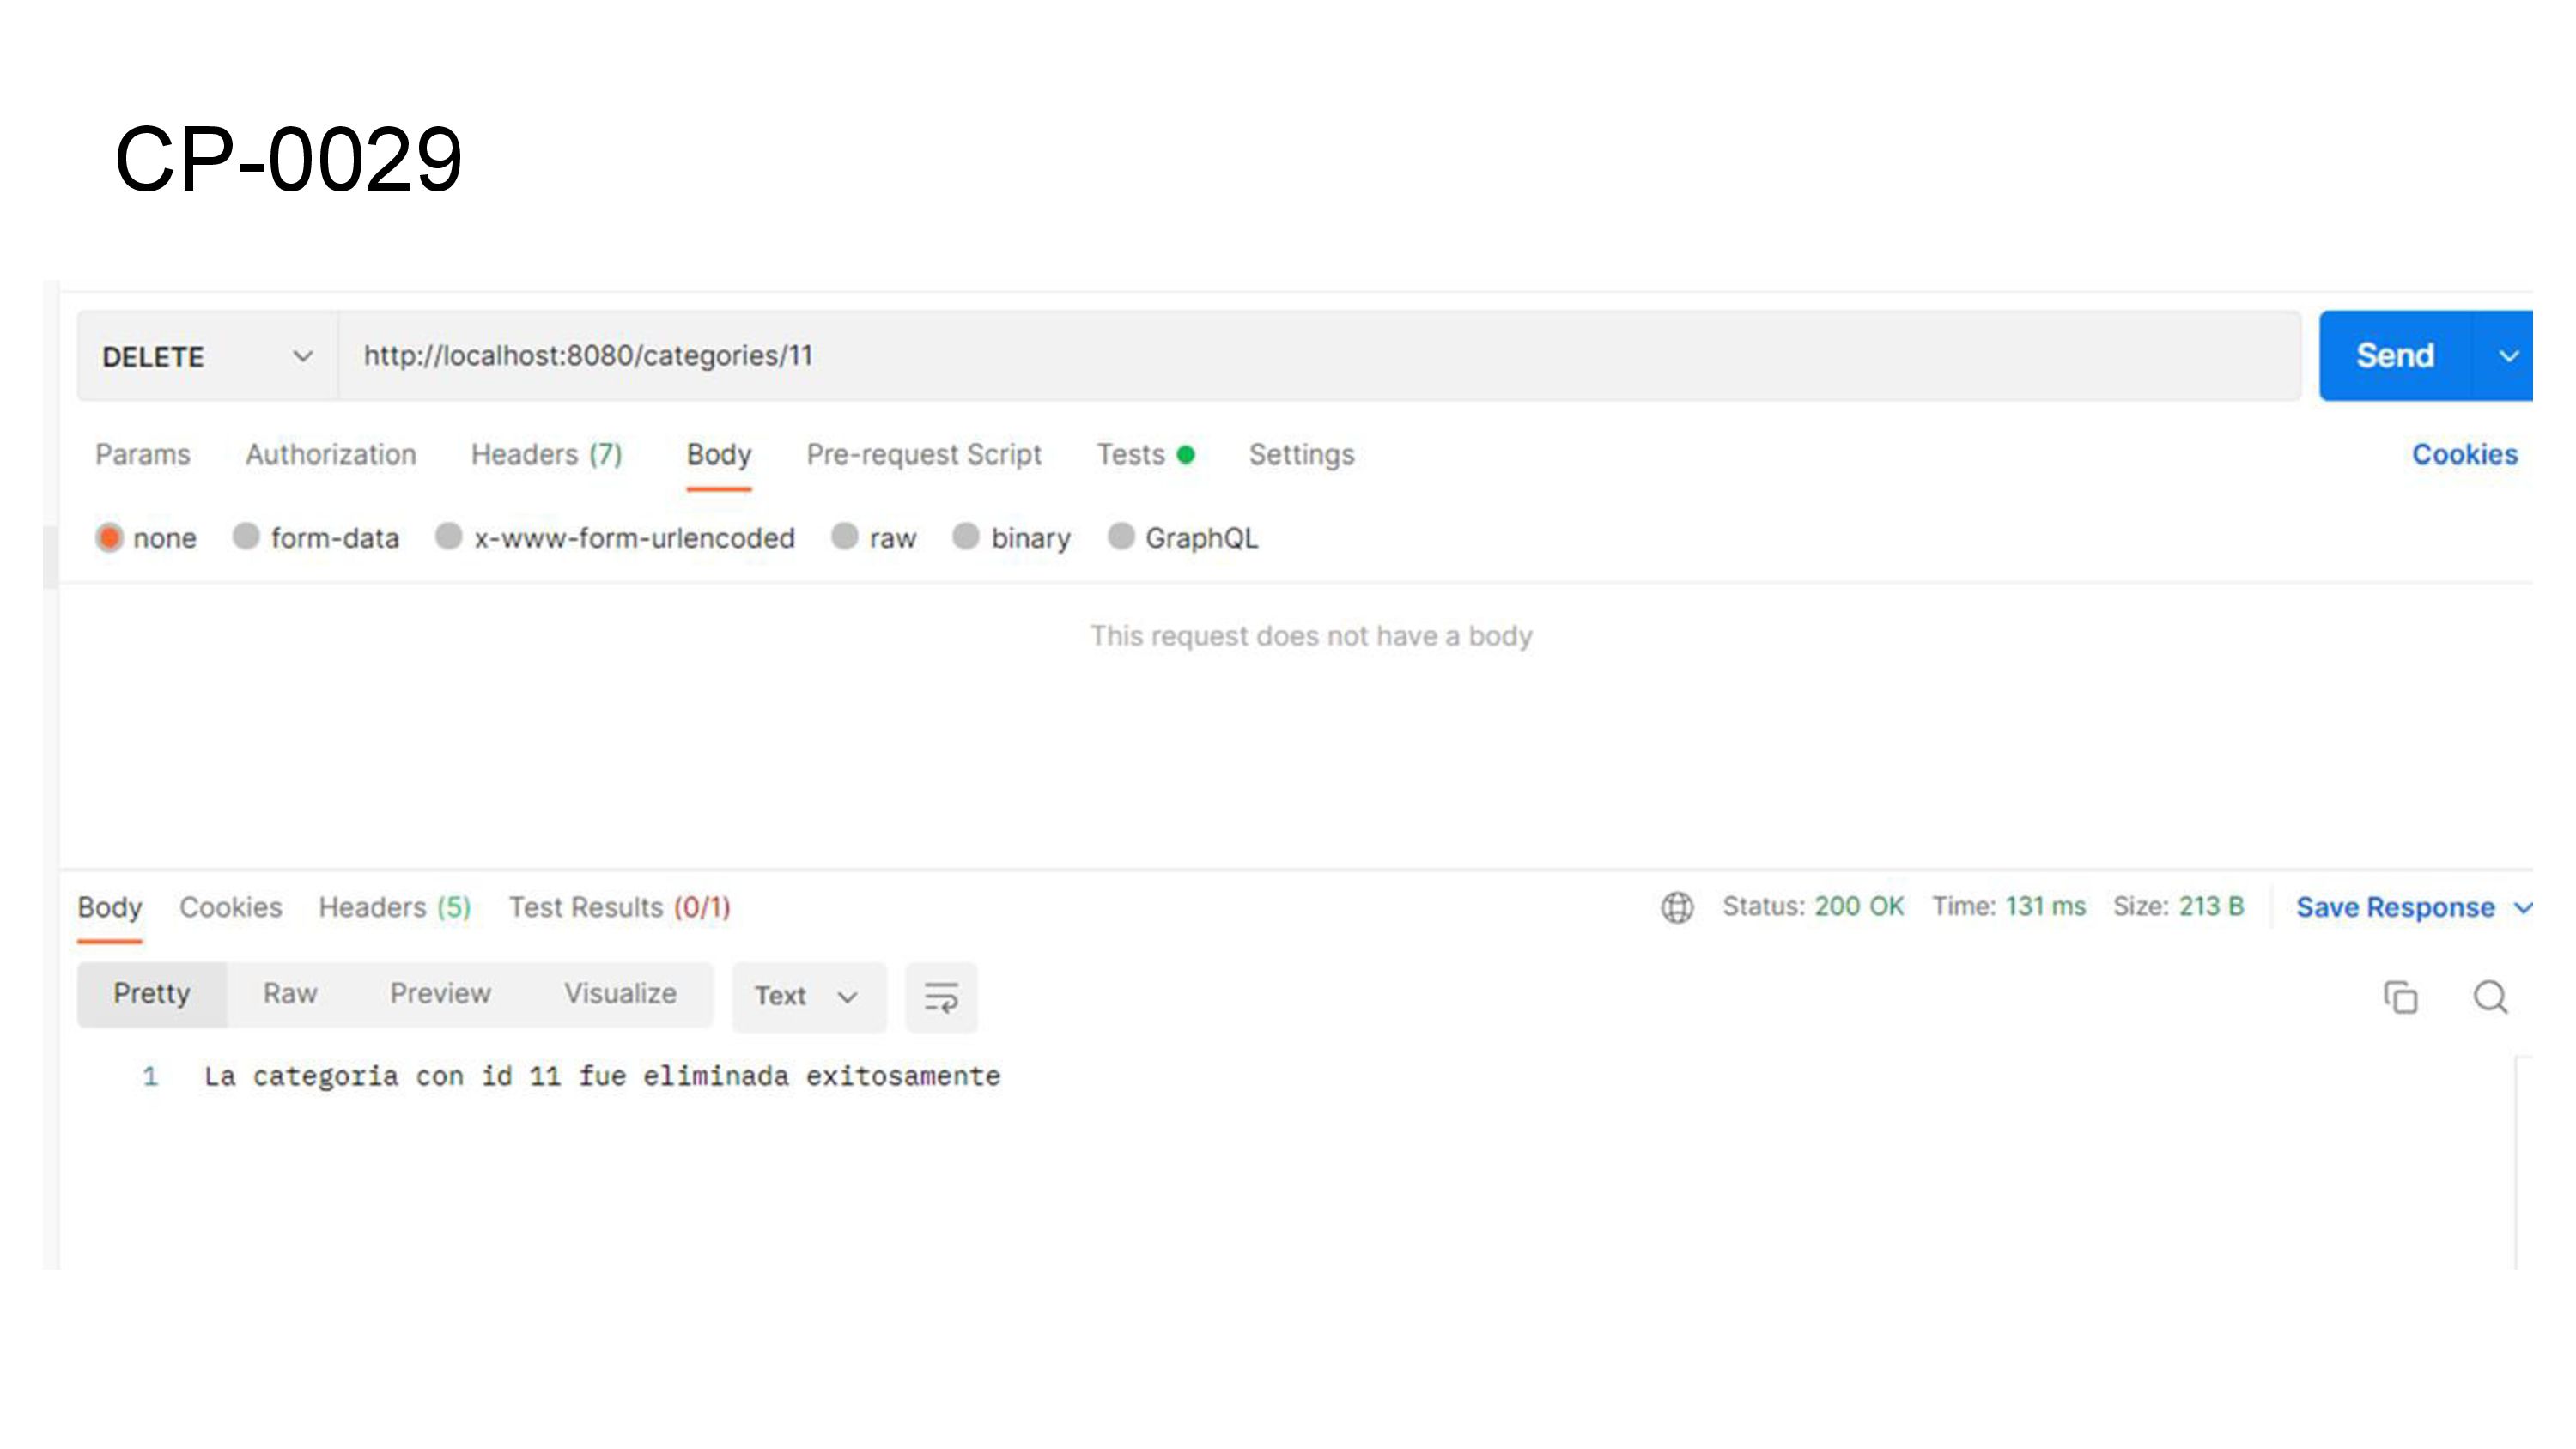 CP-0029
DELETE http://localhost:8080/categories/11 Send
Params Authorization Headers (7) Body Pre-request Script Tests Settings Cookies
none form-data x-www-form-urlencoded raw binary GraphQL
This request does not have a body
Body Cookies Headers (5) Test Results (0/1) Status: 200 OK Time: 131 ms Size: 213 B Save Response
Pretty Raw Preview Visualize Text
1 La categoria con id 11 fue eliminada exitosamente